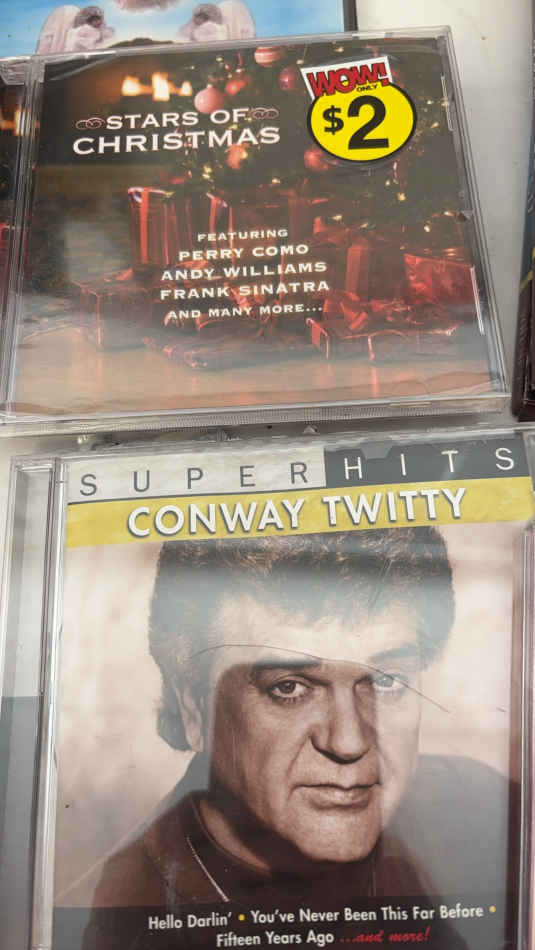 WOW!
ONLY
$2
STARS OF
CHRISTMAS
FEATURING
PERRY COMO
ANDY WILLIAMS
FRANK SINATRA
AND MANY MORE...
SUPER HITS
CONWAY TWITTY
Hello Darlin' • You've Never Been This Far Before •
Fifteen Years Ago ...and more!